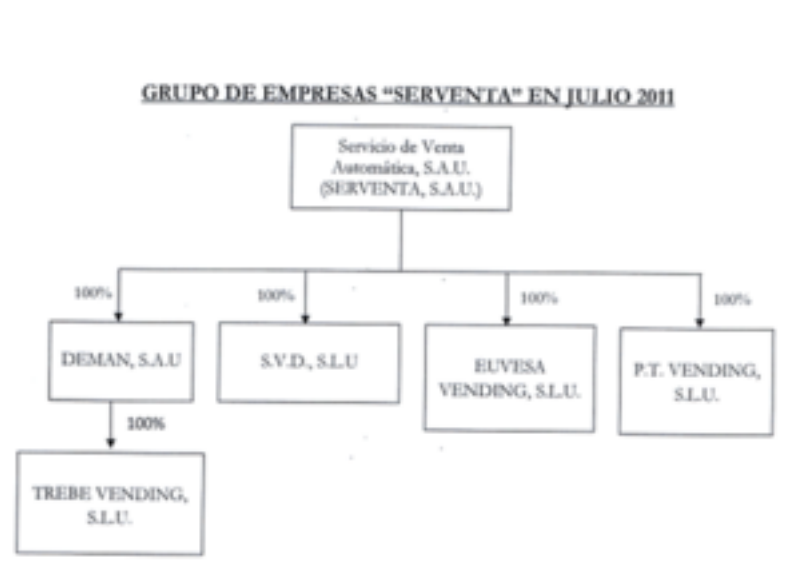 GRUPO DE EMPRESAS “SERVENTA” EN JULIO 2011
Servicio de Venta
Automática, S.A.U.
(SERVENTA, S.A.U.)
100%
100%
100%
100%
DEMAN, S.A.U
S.V.D., S.L.U
EUVESA
VENDING, S.L.U.
P.T. VENDING,
S.L.U.
100%
TREBE VENDING,
S.L.U.